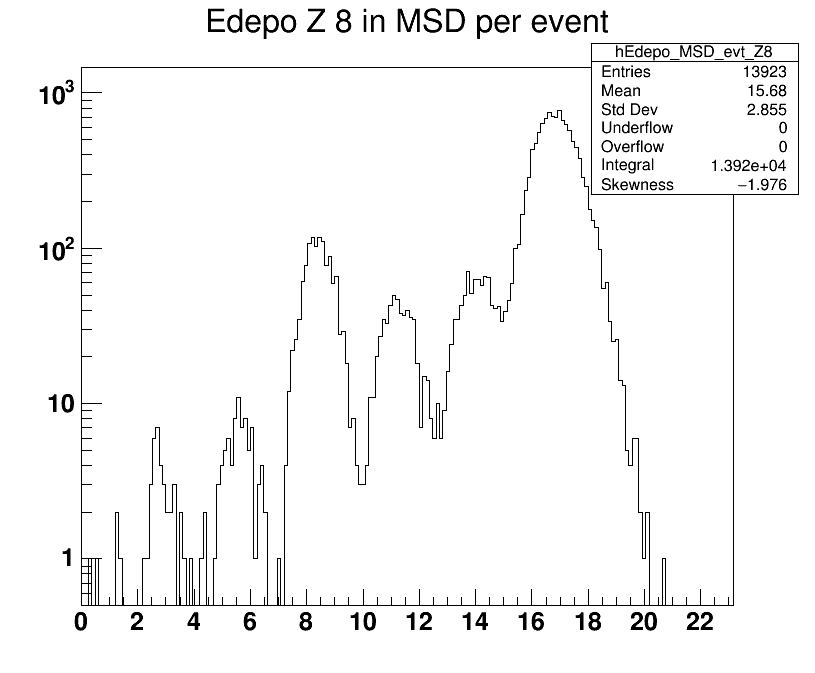 Edepo Z 8 in MSD per event
hEdepo_MSD_evt_Z8
Entries 13923
Mean 15.68
Std Dev 2.855
Underflow 0
Overflow 0
Integral 1.392e+04
Skewness −1.976
10³
10²
10
1
0 2 4 6 8 10 12 14 16 18 20 22